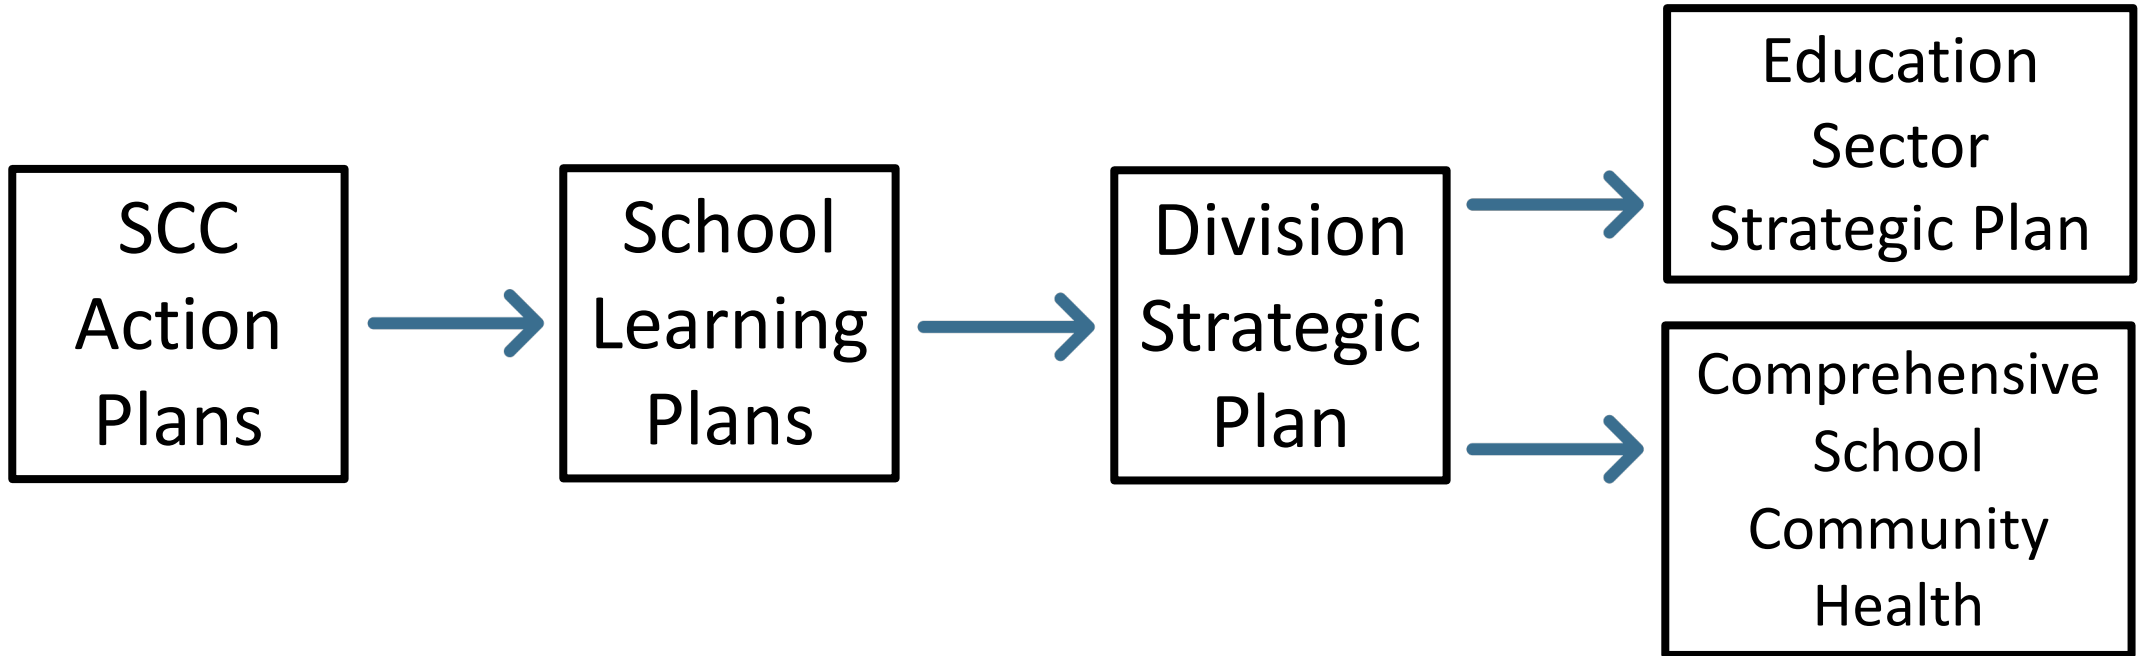 SCC
Action
Plans
School
Learning
Plans
Division
Strategic
Plan
Education
Sector
Strategic Plan
Comprehensive
School
Community
Health